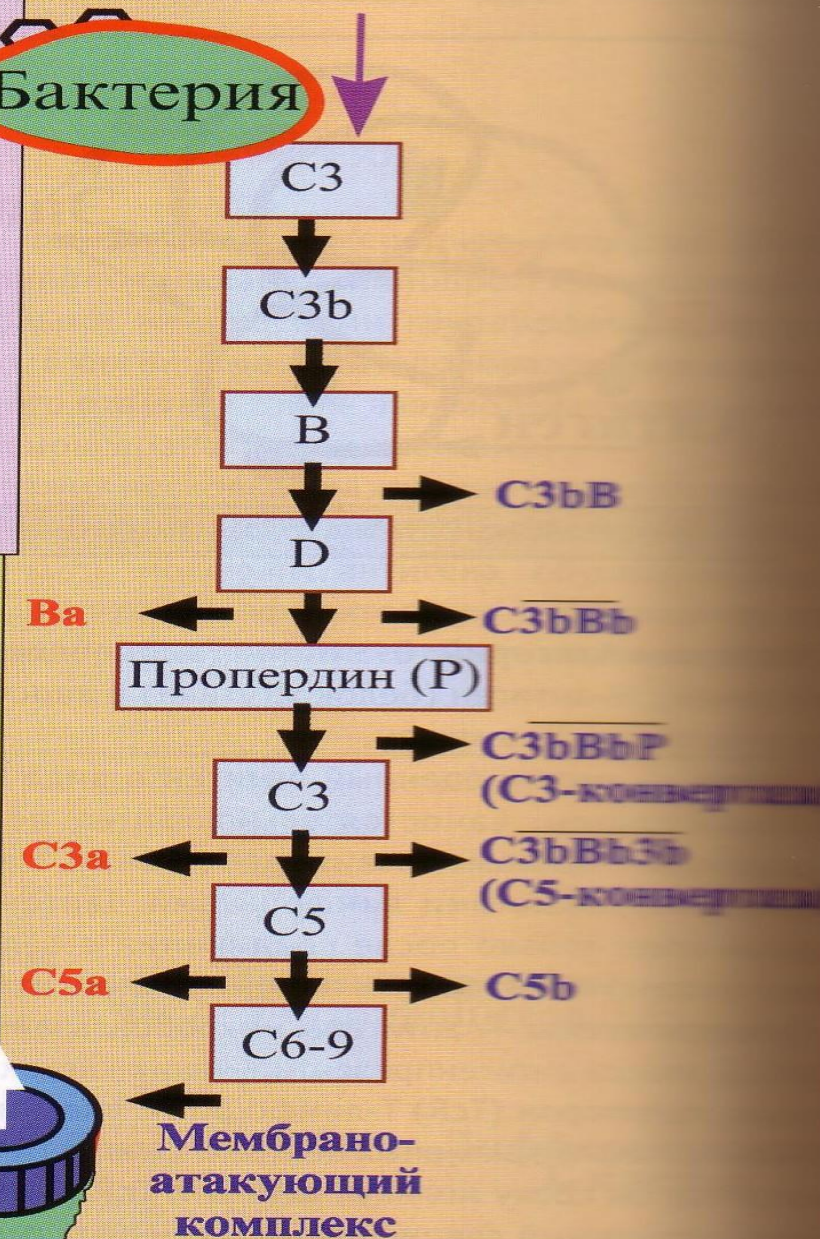 Бактерия
C3
C3b
B
C3bB
D
Ba
C3bBb
Пропердин (P)
C3bBbP
C3
C3a
C3bBb3b
C5
C5a
C5b
C6-9
Мембрано-
атакующий
комплекс